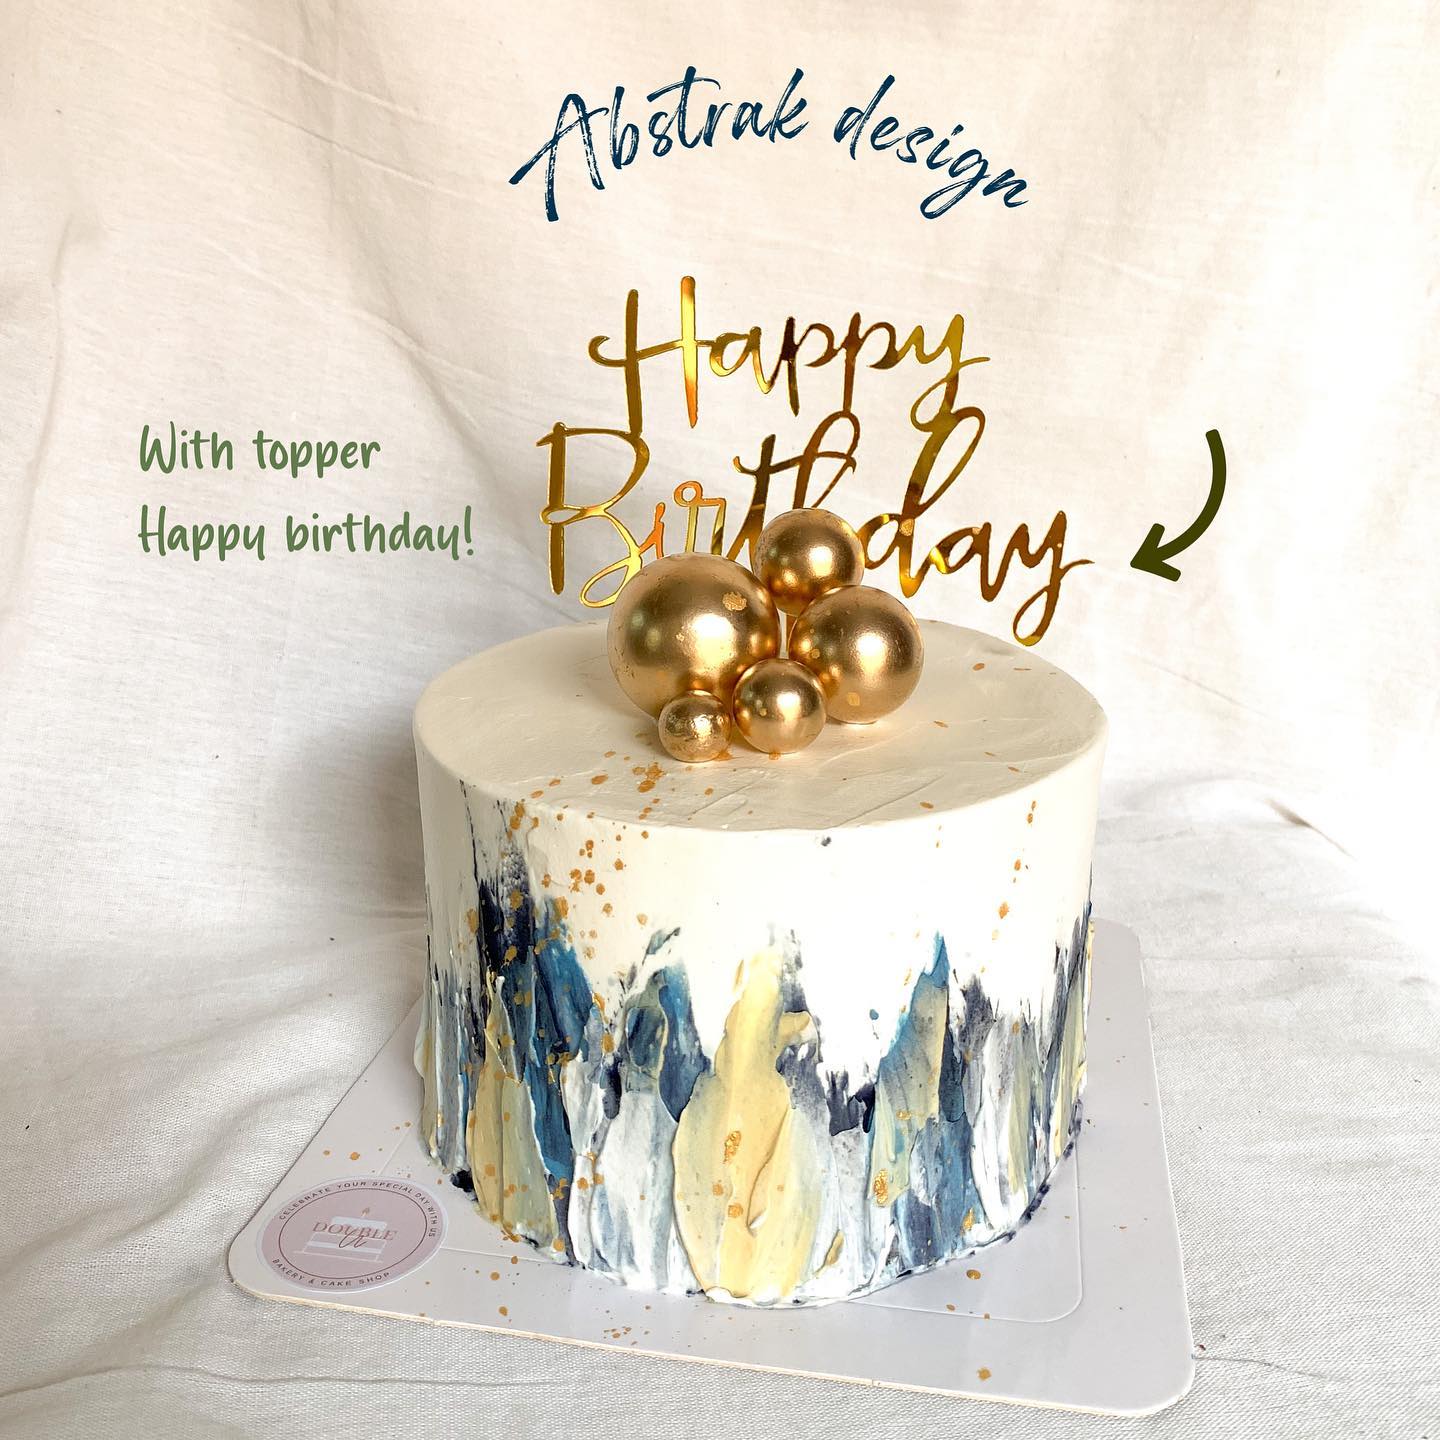 Abstrak design
Happy
Birthday
With topper
Happy birthday!
CELEBRATE YOUR SPECIAL DAY WITH US
DOUBLE
U
BAKERY & CAKE SHOP